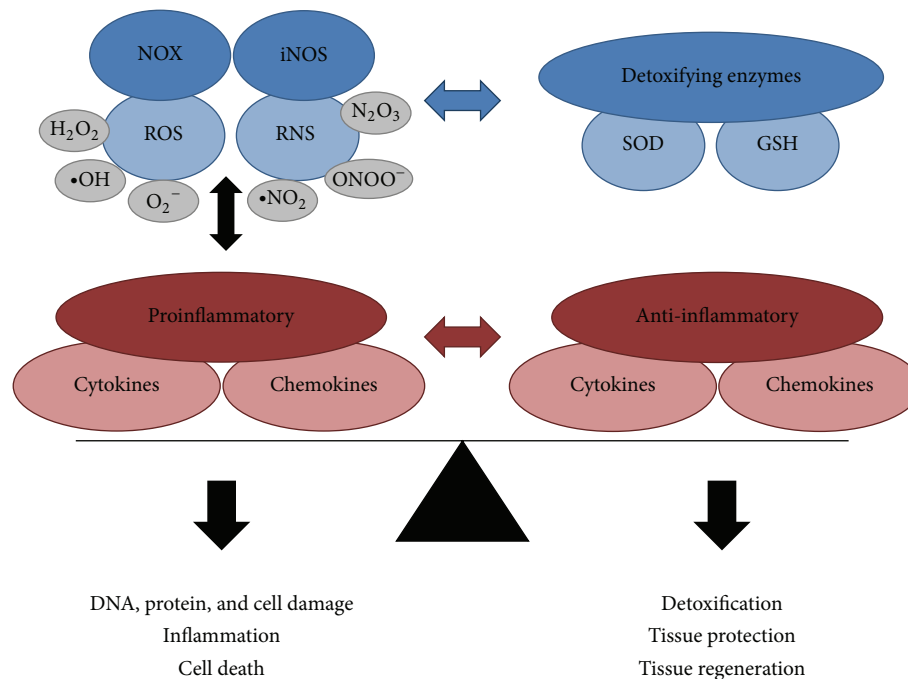 NOX
iNOS
Detoxifying enzymes
H₂O₂
ROS
RNS
N₂O₃
SOD
GSH
•OH
O₂⁻
•NO₂
ONOO⁻
Proinflammatory
Anti-inflammatory
Cytokines
Chemokines
Cytokines
Chemokines
DNA, protein, and cell damage
Inflammation
Cell death
Detoxification
Tissue protection
Tissue regeneration